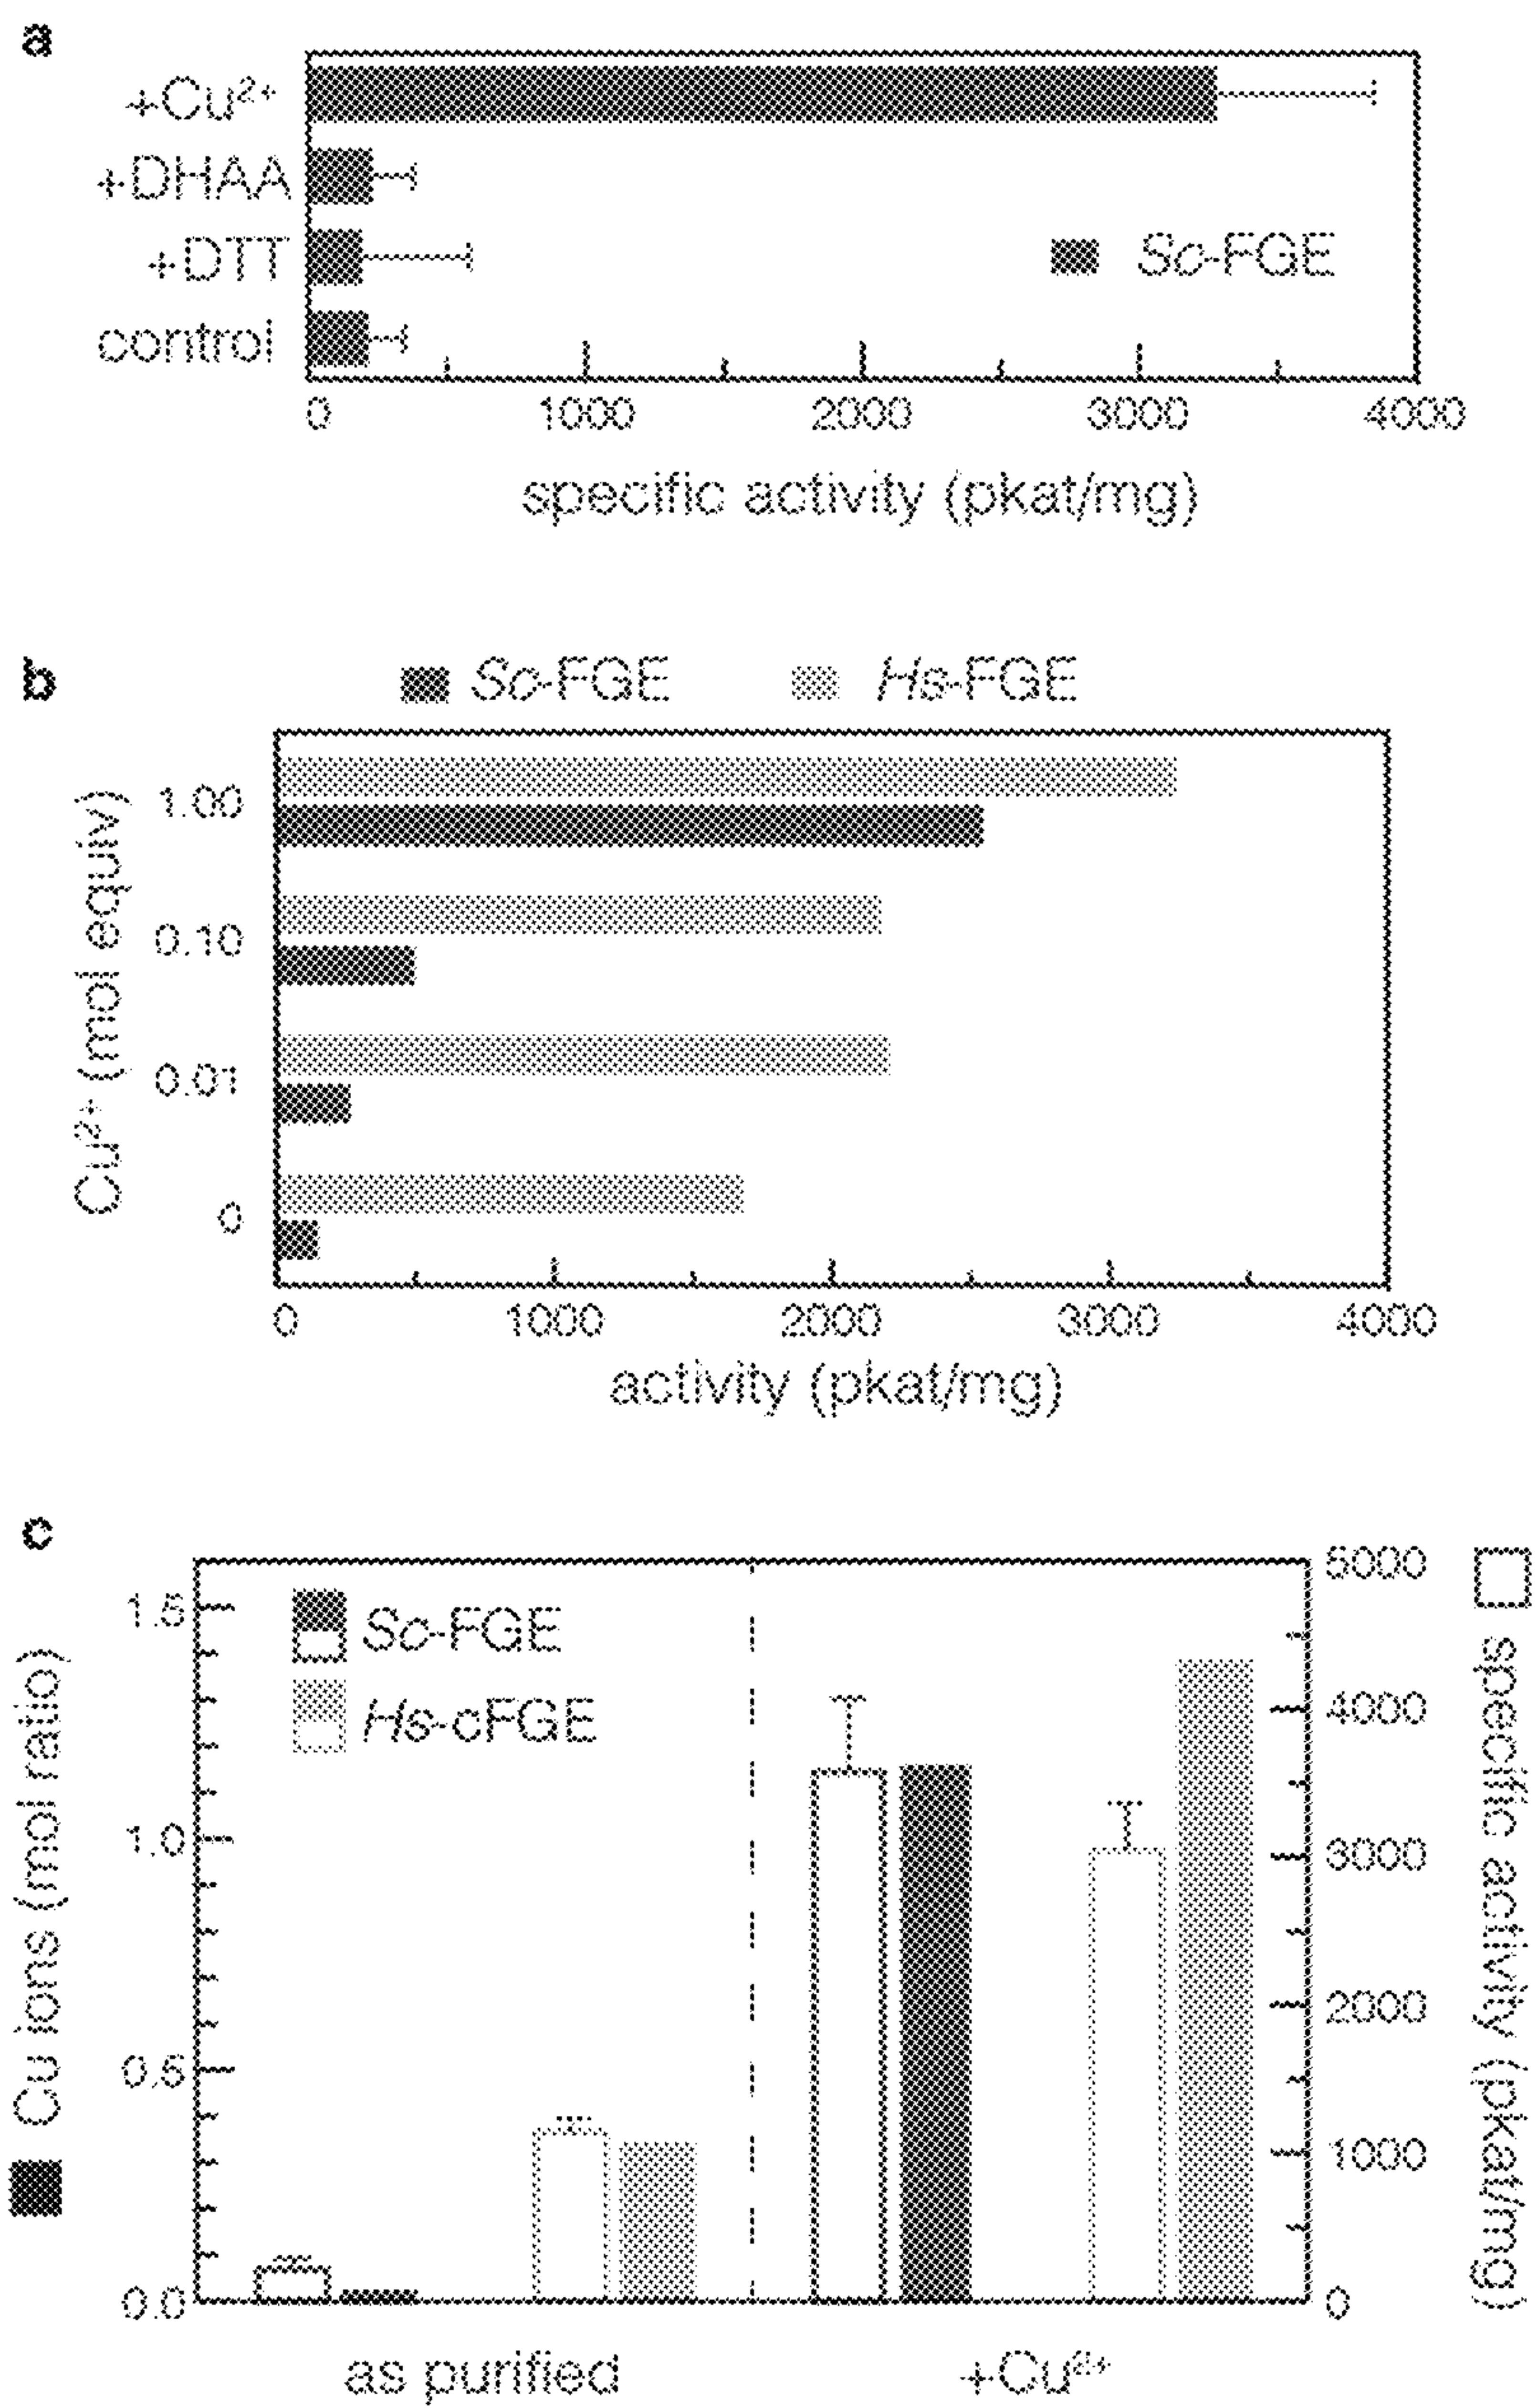 a
+Cu²⁺
+DHAA
+DTT
control
Sc-FGE
0 1000 2000 3000 4000
specific activity (pkat/mg)
b
Sc-FGE Hs-FGE
Cu²⁺ (mol equiv)
1.00
0.10
0.01
0
0 1000 2000 3000 4000
activity (pkat/mg)
c
Cu ions (mol ratio)
1.5
1.0
0.5
0.0
Sc-FGE
Hs-cFGE
5000
4000
3000
2000
1000
0
specific activity (pkat/mg)
as purified +Cu²⁺